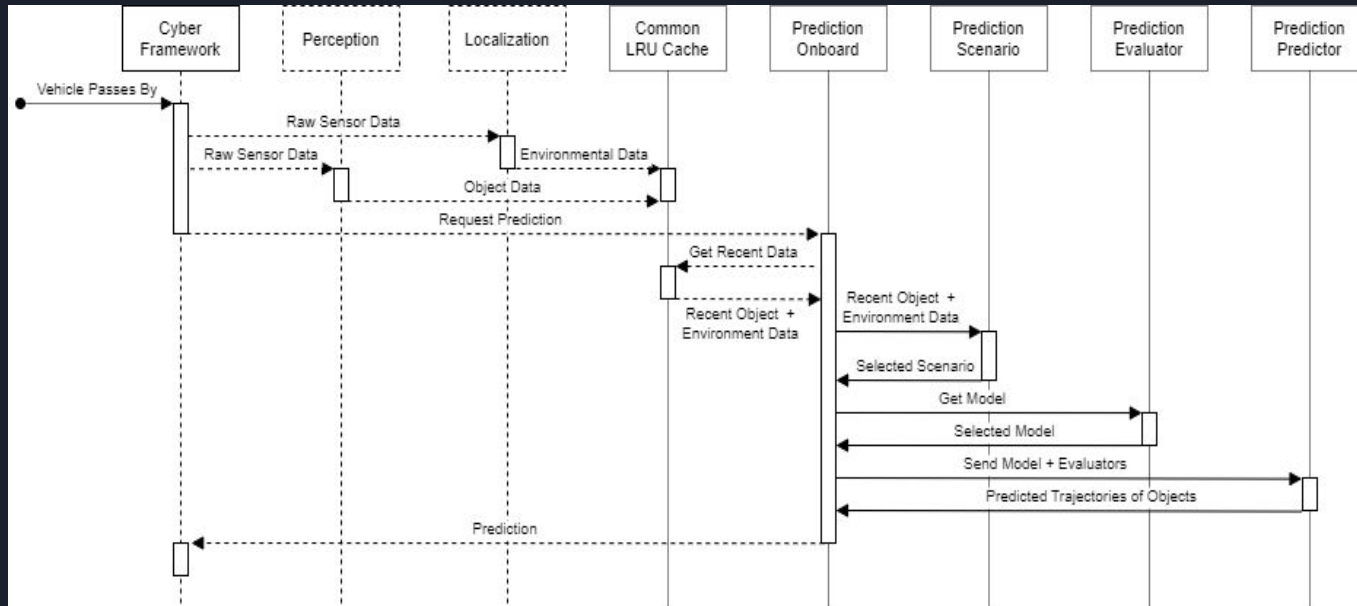 Cyber
Framework
Perception
Localization
Common
LRU Cache
Prediction
Onboard
Prediction
Scenario
Prediction
Evaluator
Prediction
Predictor
Vehicle Passes By
Raw Sensor Data
Raw Sensor Data
Environmental Data
Object Data
Request Prediction
Get Recent Data
Recent Object +
Environment Data
Recent Object +
Environment Data
Selected Scenario
Get Model
Selected Model
Send Model + Evaluators
Predicted Trajectories of Objects
Prediction